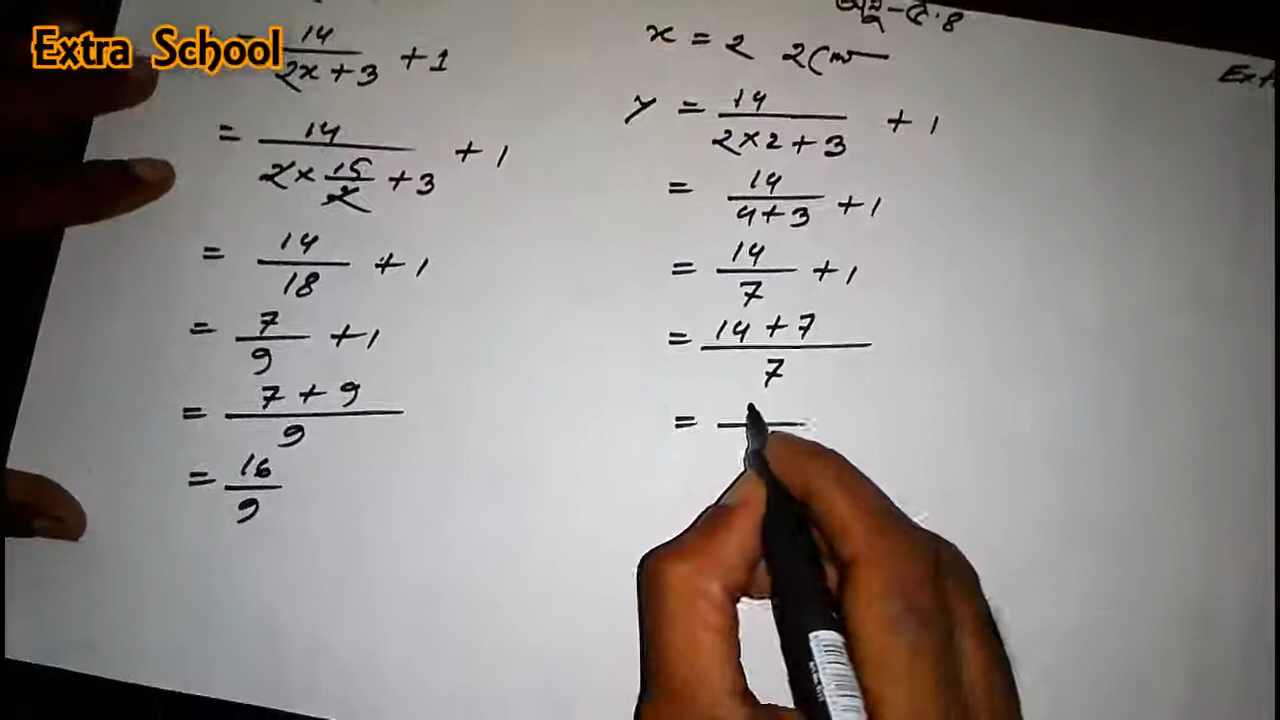 Extra School
= 14/(2x + 3) + 1
= 14/(2 × 15/2 + 3) + 1
= 14/18 + 1
= 7/9 + 1
= (7 + 9)/9
= 16/9
x = 2
y = 14/(2×2 + 3) + 1
= 14/(4+3) + 1
= 14/7 + 1
= (14 + 7)/7
=